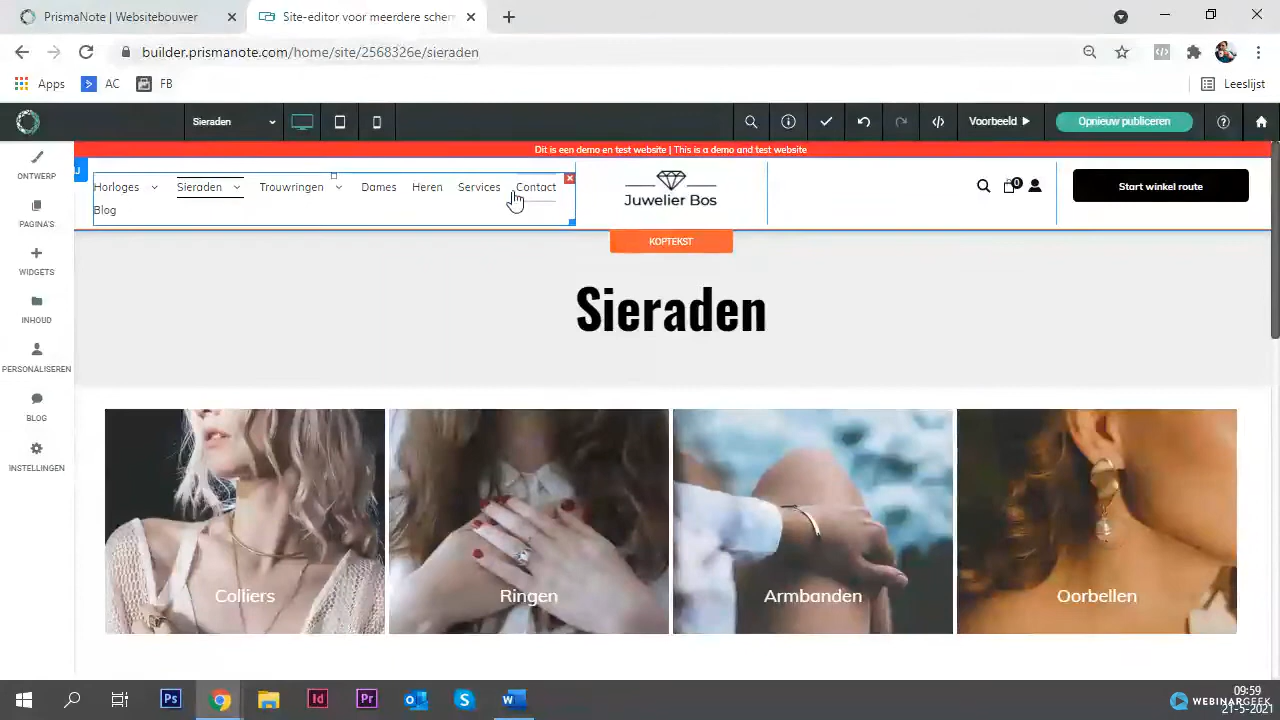 PrismaNote | Websitebouwer
Site-editor voor meerdere scher
builder.prismanote.com/home/site/2568326e/sieraden
Apps AC FB Leeslijst
Sieraden Voorbeeld Opnieuw publiceren
Dit is een demo en test website | This is a demo and test website
ONTWERP
PAGINA'S
WIDGETS
INHOUD
PERSONALISEREN
BLOG
INSTELLINGEN
Horloges Sieraden Trouwringen Dames Heren Services Contact
Blog
Juwelier Bos
0
Start winkel route
KOPTEKST
Sieraden
Colliers Ringen Armbanden Oorbellen
Ps Id Pr
09:59
21-5-2021
WEBINARGEEK